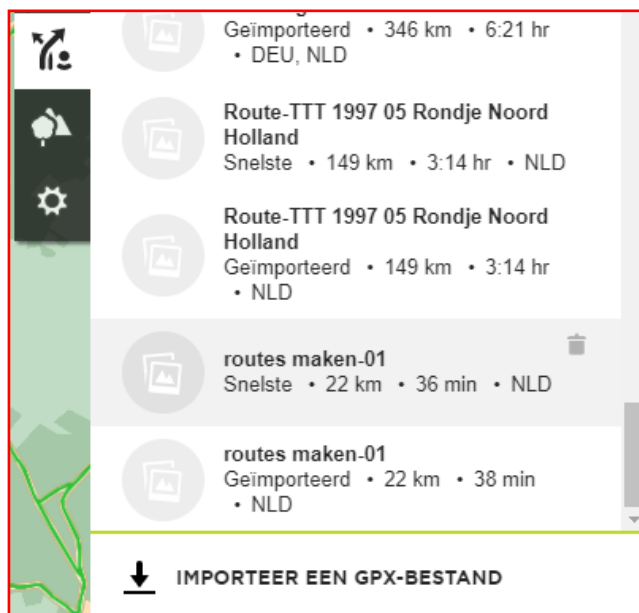 Geïmporteerd • 346 km • 6:21 hr
• DEU, NLD
Route-TTT 1997 05 Rondje Noord
Holland
Snelste • 149 km • 3:14 hr • NLD
Route-TTT 1997 05 Rondje Noord
Holland
Geïmporteerd • 149 km • 3:14 hr
• NLD
routes maken-01
Snelste • 22 km • 36 min • NLD
routes maken-01
Geïmporteerd • 22 km • 38 min
• NLD
IMPORTEER EEN GPX-BESTAND